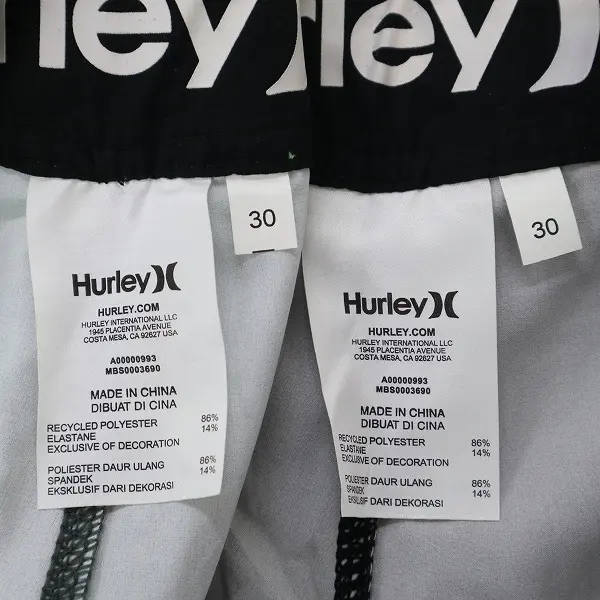 rley
30
Hurley
HURLEY.COM
HURLEY INTERNATIONAL LLC
1945 PLACENTIA AVENUE
COSTA MESA, CA 92627 USA
A00000993
MBS0003690
MADE IN CHINA
DIBUAT DI CINA
RECYCLED POLYESTER 86%
ELASTANE 14%
EXCLUSIVE OF DECORATION
POLIESTER DAUR ULANG 86%
SPANDEK 14%
EKSKLUSIF DARI DEKORASI
rley
30
Hurley
HURLEY.COM
HURLEY INTERNATIONAL LLC
1945 PLACENTIA AVENUE
COSTA MESA, CA 92627 USA
A00000993
MBS0003690
MADE IN CHINA
DIBUAT DI CINA
RECYCLED POLYESTER 86%
ELASTANE 14%
EXCLUSIVE OF DECORATION
POLIESTER DAUR ULANG 86%
SPANDEK 14%
EKSKLUSIF DARI DEKORASI